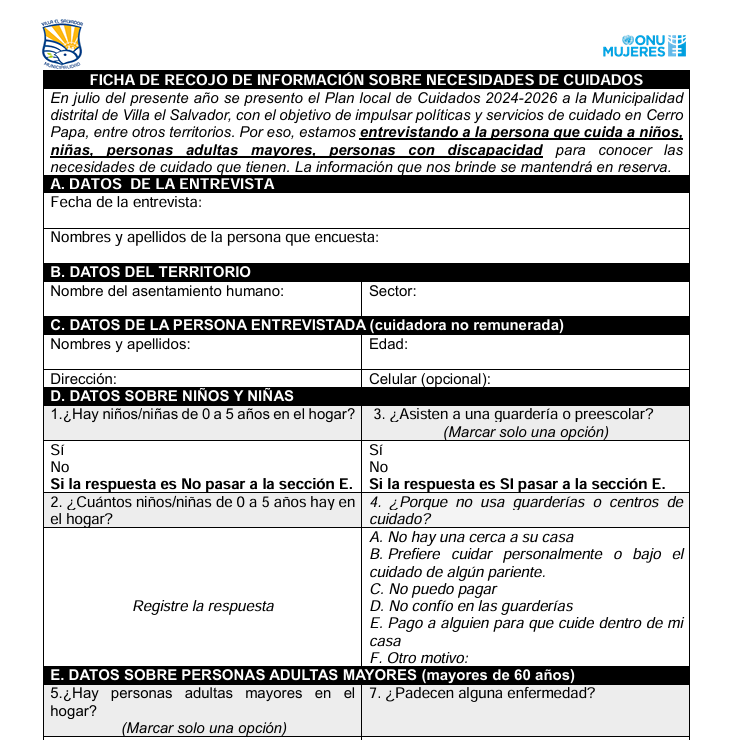 VILLA EL SALVADOR
MUNICIPALIDAD
ONU
MUJERES
FICHA DE RECOJO DE INFORMACIÓN SOBRE NECESIDADES DE CUIDADOS
En julio del presente año se presento el Plan local de Cuidados 2024-2026 a la Municipalidad
distrital de Villa el Salvador, con el objetivo de impulsar políticas y servicios de cuidado en Cerro
Papa, entre otros territorios. Por eso, estamos entrevistando a la persona que cuida a niños,
niñas, personas adultas mayores, personas con discapacidad para conocer las
necesidades de cuidado que tienen. La información que nos brinde se mantendrá en reserva.
A. DATOS DE LA ENTREVISTA
Fecha de la entrevista:
Nombres y apellidos de la persona que encuesta:
B. DATOS DEL TERRITORIO
Nombre del asentamiento humano:
Sector:
C. DATOS DE LA PERSONA ENTREVISTADA (cuidadora no remunerada)
Nombres y apellidos:
Edad:
Dirección:
Celular (opcional):
D. DATOS SOBRE NIÑOS Y NIÑAS
1.¿Hay niños/niñas de 0 a 5 años en el hogar?
3. ¿Asisten a una guardería o preescolar?
(Marcar solo una opción)
Sí
No
Si la respuesta es No pasar a la sección E.
Sí
No
Si la respuesta es SI pasar a la sección E.
2. ¿Cuántos niños/niñas de 0 a 5 años hay en
el hogar?
4. ¿Porque no usa guarderías o centros de
cuidado?
Registre la respuesta
A. No hay una cerca a su casa
B. Prefiere cuidar personalmente o bajo el
cuidado de algún pariente.
C. No puedo pagar
D. No confío en las guarderías
E. Pago a alguien para que cuide dentro de mi
casa
F. Otro motivo:
E. DATOS SOBRE PERSONAS ADULTAS MAYORES (mayores de 60 años)
5.¿Hay personas adultas mayores en el
hogar?
(Marcar solo una opción)
7. ¿Padecen alguna enfermedad?